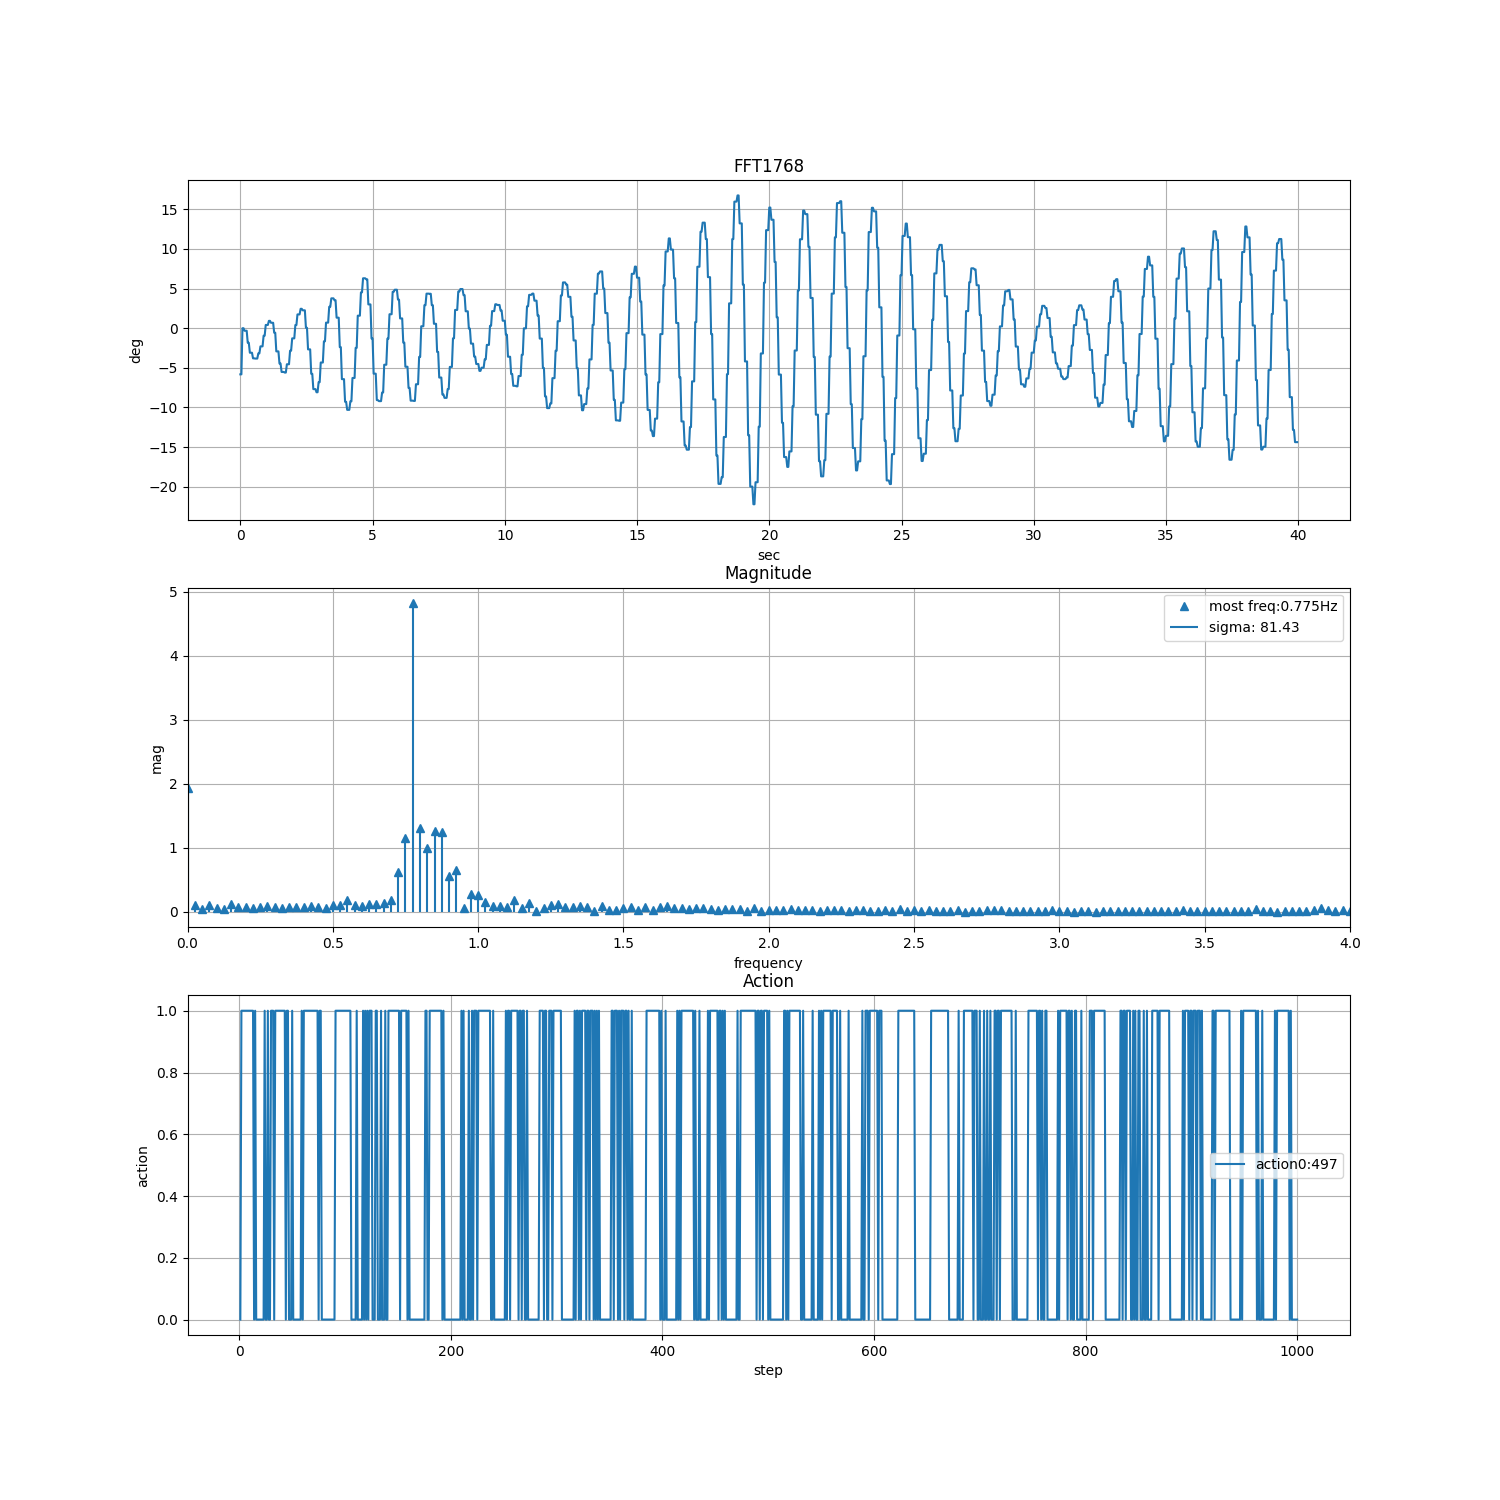 FFT1768
15
10
5
0
−5
−10
−15
−20
deg
0 5 10 15 20 25 30 35 40
sec
Magnitude
5
4
3
2
1
0
mag
most freq:0.775Hz
sigma: 81.43
0.0 0.5 1.0 1.5 2.0 2.5 3.0 3.5 4.0
frequency
Action
1.0
0.8
0.6
0.4
0.2
0.0
action
action0:497
0 200 400 600 800 1000
step